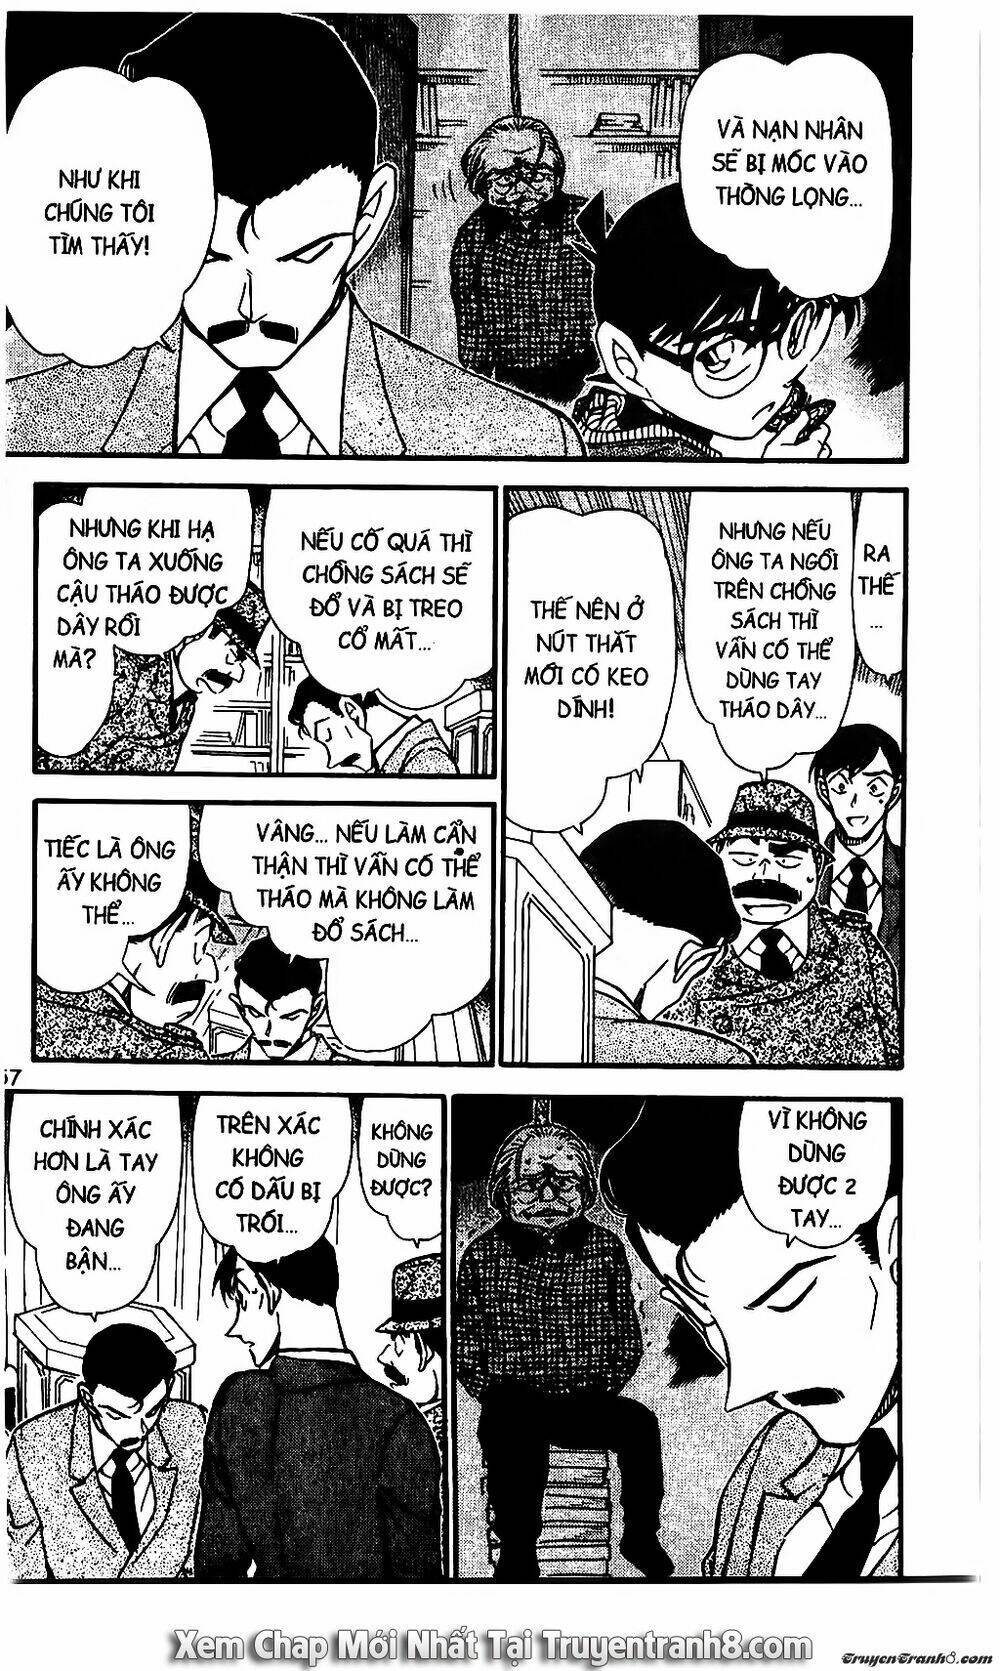 VÀ NẠN NHÂN
SẼ BỊ MÓC VÀO
THÒNG LỌNG...
NHƯ KHI
CHÚNG TÔI
TÌM THẤY!
RA
THẾ
...
NHƯNG NẾU
ÔNG TA NGỒI
TRÊN CHỒNG
SÁCH THÌ
VẪN CÓ THỂ
DÙNG TAY
THÁO DÂY...
THẾ NÊN Ở
NÚT THẮT
MỚI CÓ KEO
DÍNH!
NẾU CỐ QUÁ THÌ
CHỒNG SÁCH SẼ
ĐỔ VÀ BỊ TREO
CỔ MẤT...
NHƯNG KHI HẠ
ÔNG TA XUỐNG
CẬU THÁO ĐƯỢC
DÂY RỒI
MÀ?
VÂNG... NẾU LÀM CẨN
THẬN THÌ VẪN CÓ THỂ
THÁO MÀ KHÔNG LÀM
ĐỔ SÁCH...
TIẾC LÀ ÔNG
ẤY KHÔNG
THỂ...
VÌ KHÔNG
DÙNG
ĐƯỢC 2
TAY...
KHÔNG
DÙNG
ĐƯỢC?
TRÊN XÁC
KHÔNG
CÓ DẤU BỊ
TRÓI...
CHÍNH XÁC
HƠN LÀ TAY
ÔNG ẤY
ĐANG
BẬN...
Xem Chap Mới Nhất Tại Truyentranh8.com
TruyenTranh8.com